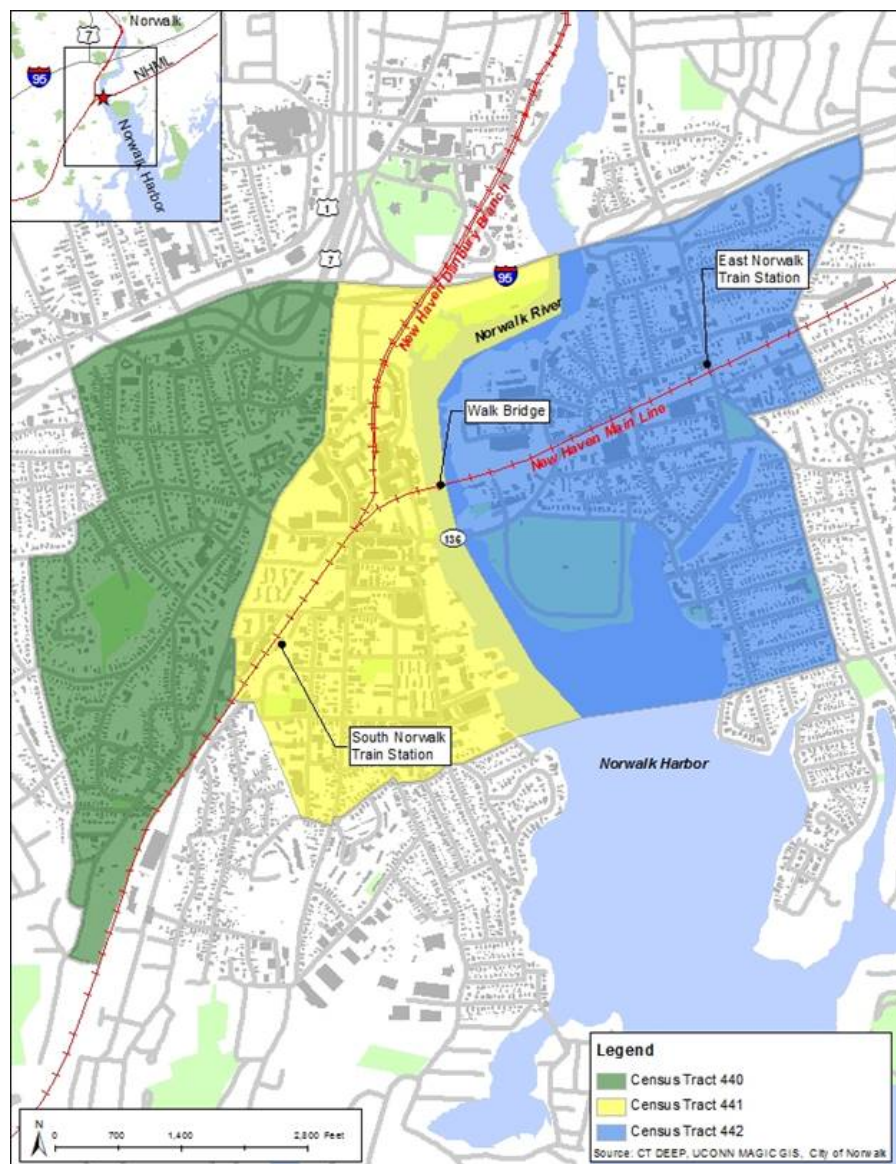 Norwalk
7
95
NHML
Norwalk Harbor
1
7
New Haven Danbury Branch
95
Norwalk River
East Norwalk
Train Station
Walk Bridge
New Haven Main Line
136
South Norwalk
Train Station
Norwalk Harbor
Legend
Census Tract 440
Census Tract 441
Census Tract 442
N
0 700 1,400 2,800 Feet
Source: CT DEEP, UCONN MAGIC GIS, City of Norwalk